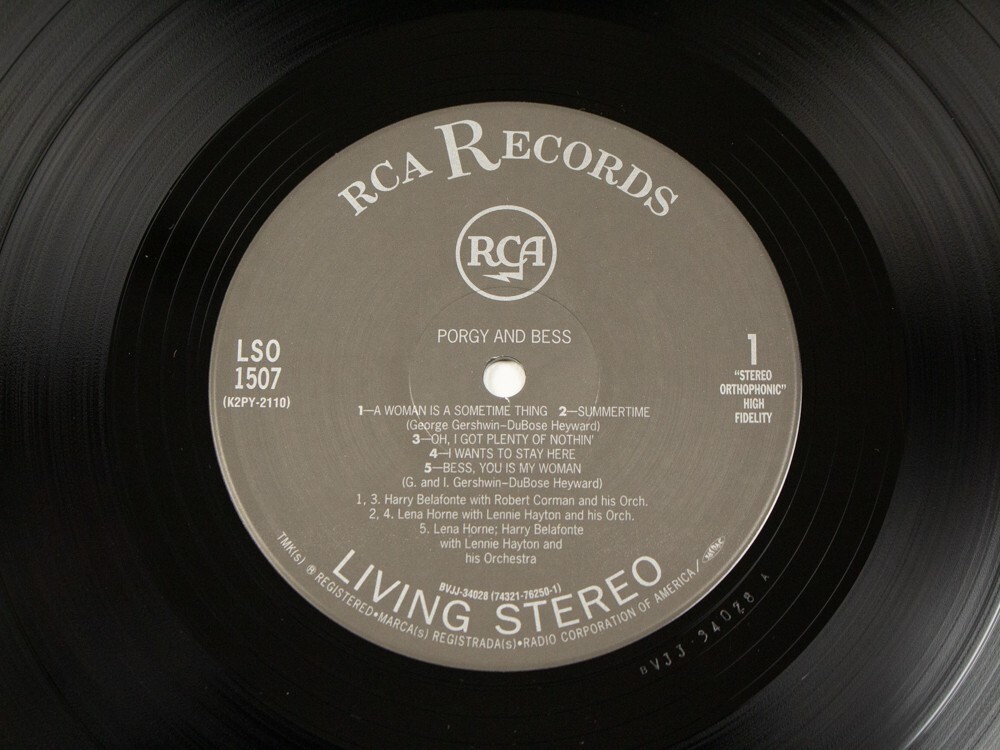 RCA RECORDS
RCA
PORGY AND BESS
LSO
1507
(K2PY-2110)
1
"STEREO
ORTHOPHONIC"
HIGH
FIDELITY
1—A WOMAN IS A SOMETIME THING 2—SUMMERTIME
(George Gershwin–DuBose Heyward)
3—OH, I GOT PLENTY OF NOTHIN'
4—I WANTS TO STAY HERE
5—BESS, YOU IS MY WOMAN
(G. and I. Gershwin–DuBose Heyward)
1, 3. Harry Belafonte with Robert Corman and his Orch.
2, 4. Lena Horne with Lennie Hayton and his Orch.
5. Lena Horne; Harry Belafonte
with Lennie Hayton and
his Orchestra
BVJJ-34028 (74321-76250-1)
LIVING STEREO
TMK(s) ® REGISTERED•MARCA(s) REGISTRADA(s)•RADIO CORPORATION OF AMERICA/
BVJJ-34028 A